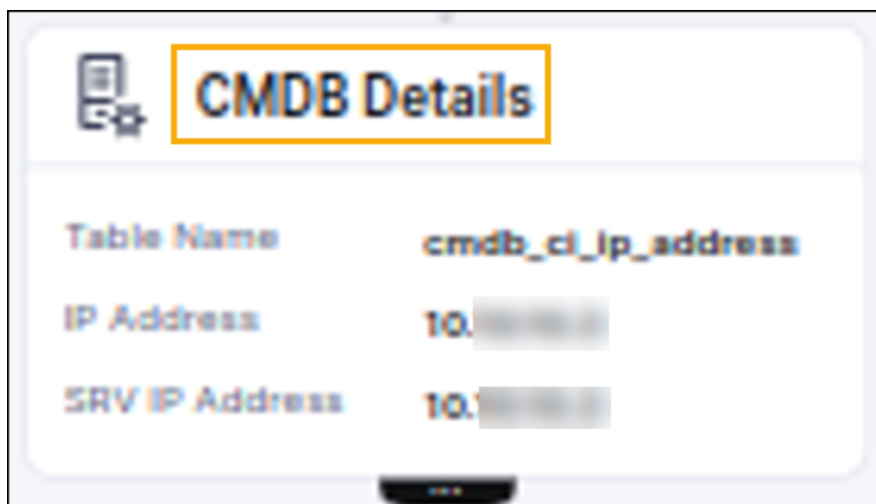 CMDB Details
Table Name cmdb_ci_ip_address
IP Address 10.
SRV IP Address 10.